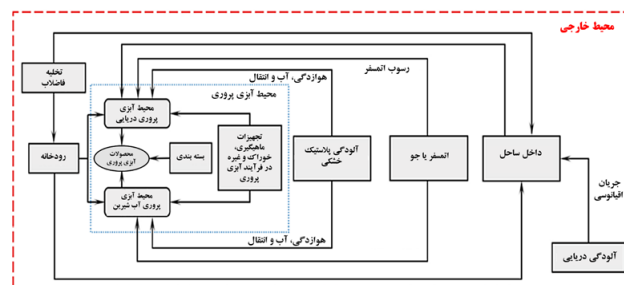 محیط خارجی
تخلیه
فاضلاب
رودخانه
هوازدگی، آب و انتقال
رسوب اتمسفر
محیط آبزی پروری
محیط آبزی
پروری دریایی
محصولات
آبزی پروری
بسته بندی
محیط آبزی
پروری آب شیرین
تجهیزات
ماهیگیری،
خوراک و غیره
در فرآیند آبزی
پروری
آلودگی پلاستیک
خشکی
اتمسفر یا جو
داخل ساحل
جریان
اقیانوسی
آلودگی دریایی
هوازدگی، آب و انتقال